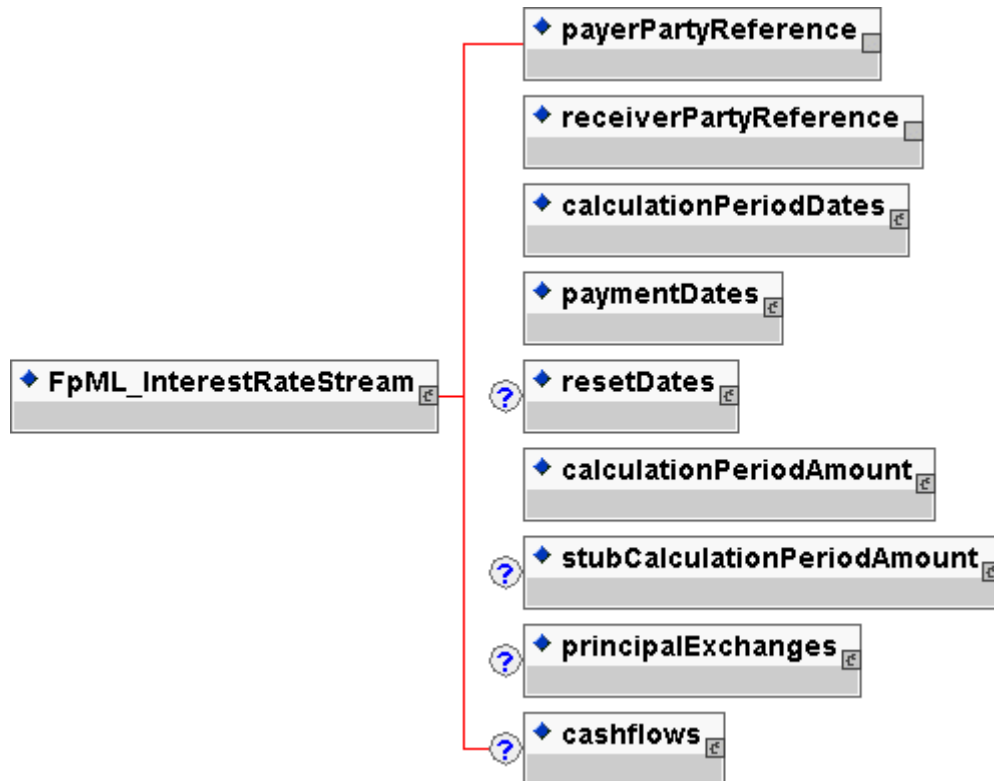 payerPartyReference
receiverPartyReference
calculationPeriodDates
paymentDates
FpML_InterestRateStream
? resetDates
calculationPeriodAmount
? stubCalculationPeriodAmount
? principalExchanges
? cashflows